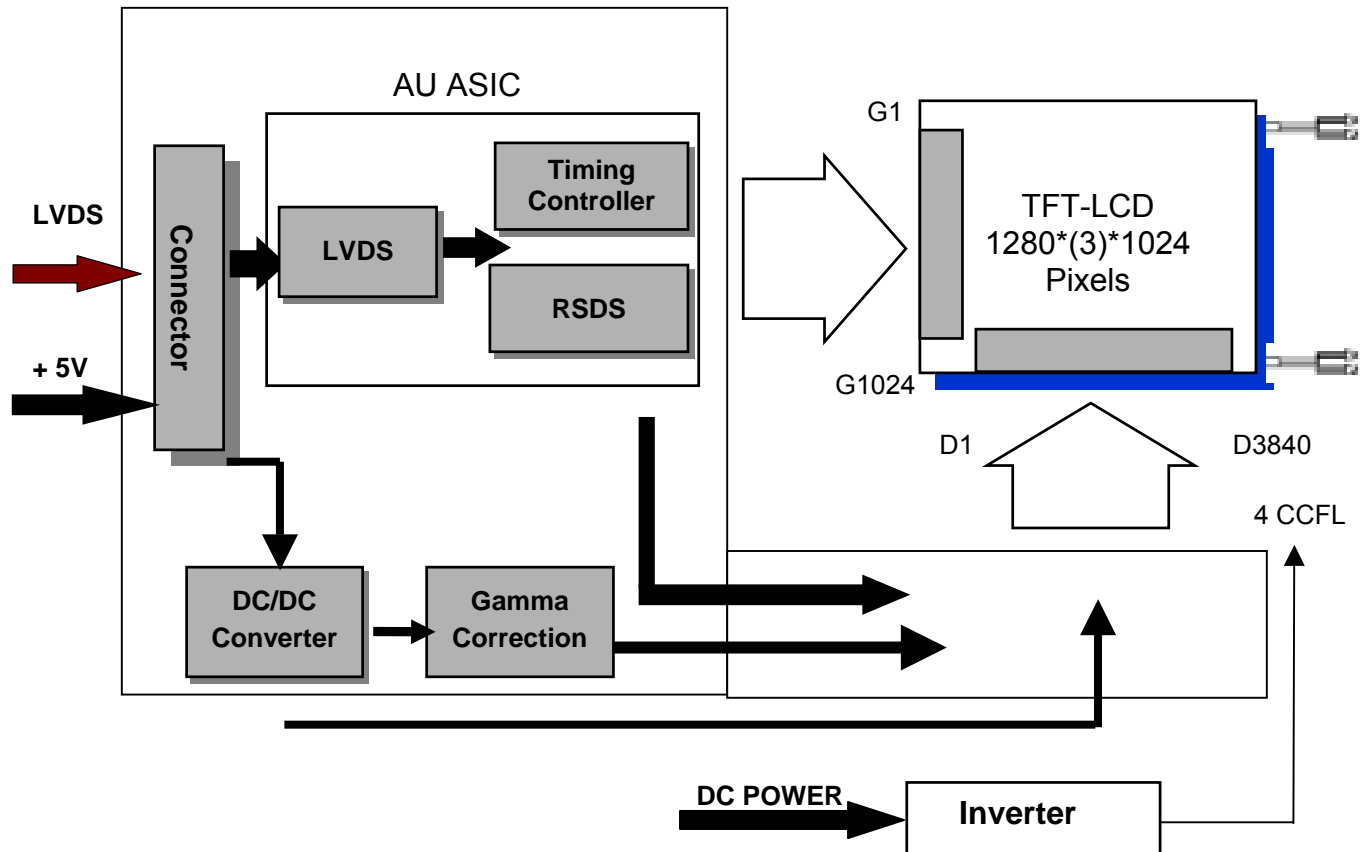 AU ASIC
G1
Timing
Controller
LVDS
Connector
LVDS
TFT-LCD
1280*(3)*1024
Pixels
RSDS
+ 5V
G1024
D1
D3840
4 CCFL
DC/DC
Converter
Gamma
Correction
DC POWER
Inverter